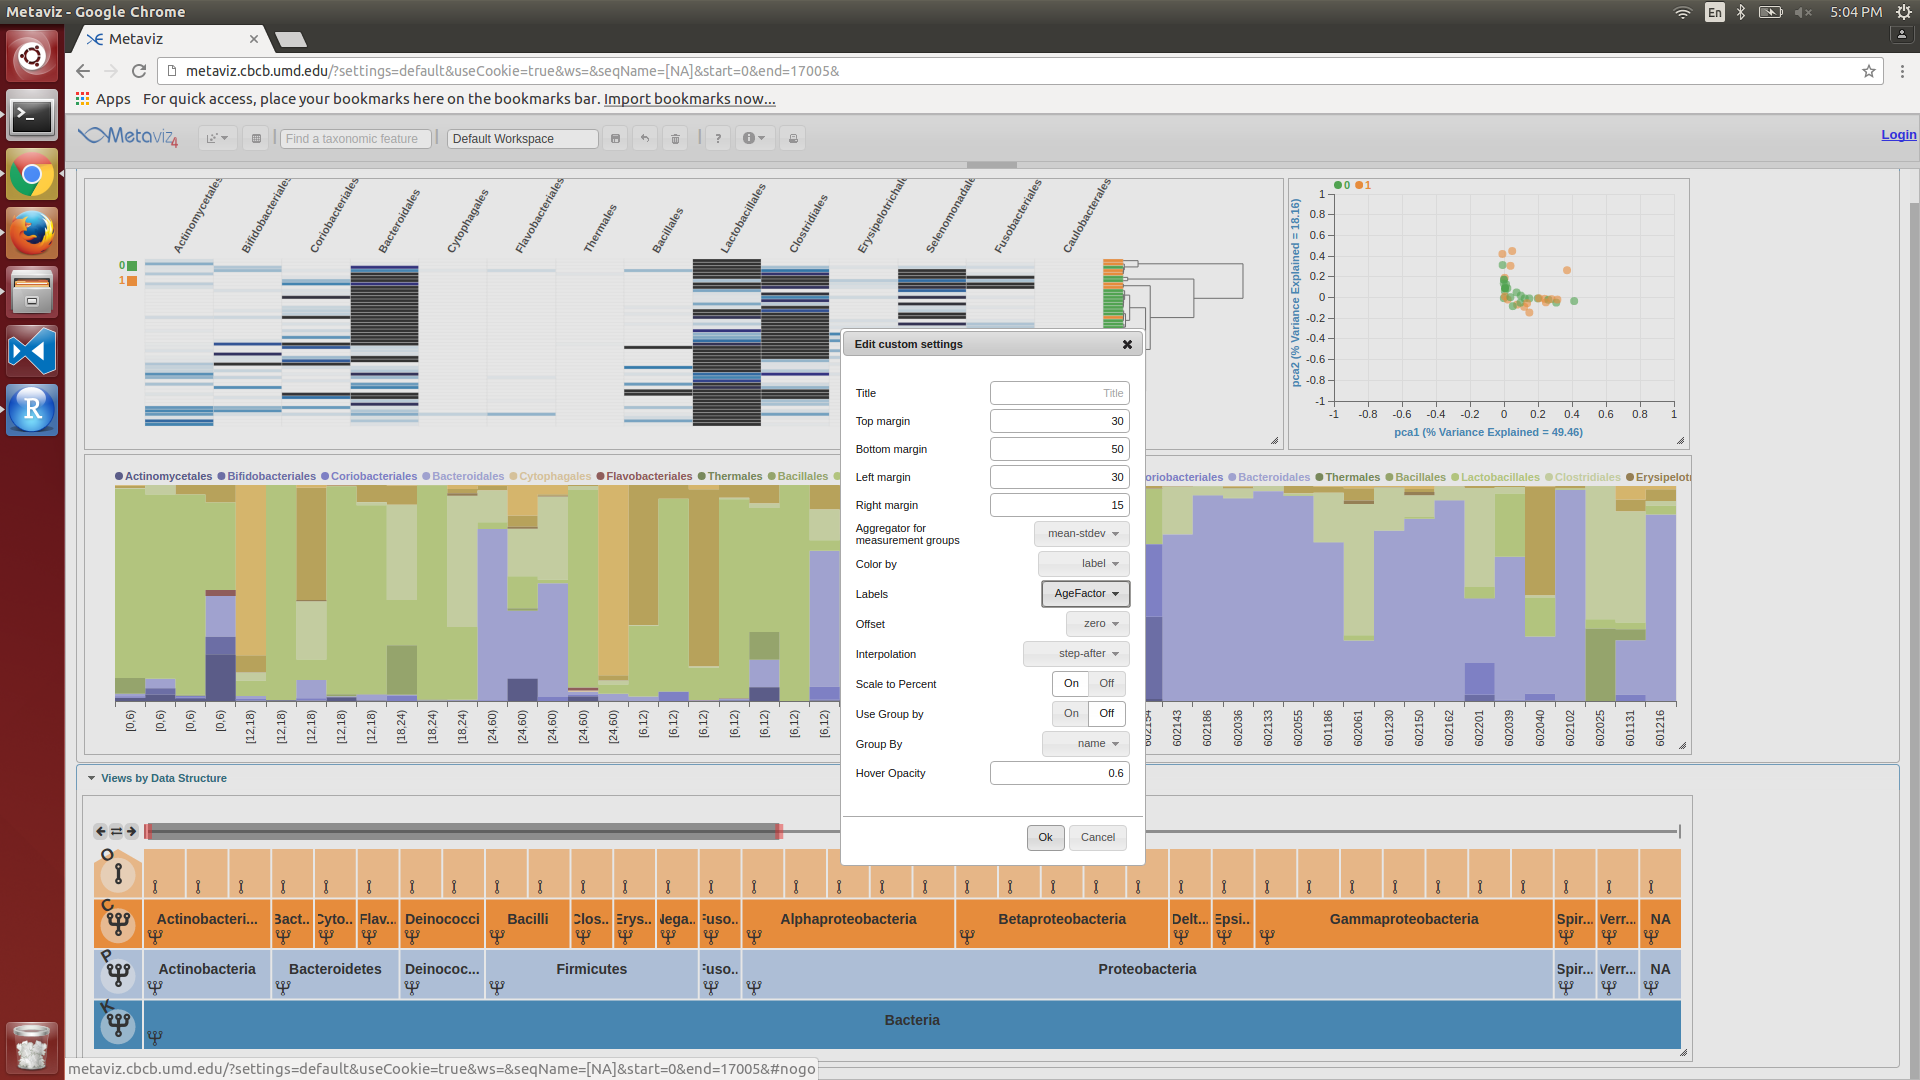 Metaviz - Google Chrome
En
5:04 PM
Metaviz
metaviz.cbcb.umd.edu/?settings=default&useCookie=true&ws=&seqName=[NA]&start=0&end=17005&
Apps For quick access, place your bookmarks here on the bookmarks bar. Import bookmarks now...
Metaviz 4
Find a taxonomic feature
Default Workspace
?
Login
Actinomycetales
Bifidobacteriales
Coriobacteriales
Bacteroidales
Cytophagales
Flavobacteriales
Thermales
Bacillales
Lactobacillales
Clostridiales
Erysipelotrichale
Selenomonadale
Fusobacteriales
Caulobacterales
0
1
0 1
pca2 (% Variance Explained = 18.16)
1
0.8
0.6
0.4
0.2
0
-0.2
-0.4
-0.6
-0.8
-1
-1 -0.8 -0.6 -0.4 -0.2 0 0.2 0.4 0.6 0.8 1
pca1 (% Variance Explained = 49.46)
Edit custom settings
Title Title
Top margin 30
Bottom margin 50
Left margin 30
Right margin 15
Aggregator for
measurement groups mean-stdev
Color by label
Labels AgeFactor
Offset zero
Interpolation step-after
Scale to Percent On Off
Use Group by On Off
Group By name
Hover Opacity 0.6
Ok Cancel
Actinomycetales Bifidobacteriales Coriobacteriales Bacteroidales Cytophagales Flavobacteriales Thermales Bacillales
[0,6) [0,6) [0,6) [0,6) [12,18) [12,18) [12,18) [12,18) [18,24) [18,24) [24,60) [24,60) [24,60) [24,60) [24,60) [24,60) [24,60) [6,12) [6,12) [6,12) [6,12) [6,12) [6,12) [6,12)
oriobacteriales Bacteroidales Thermales Bacillales Lactobacillales Clostridiales Erysipelotr
602143 602186 602036 602133 602055 601186 602061 601230 602150 602162 602201 602039 602040 602102 602025 601131 601216
Views by Data Structure
O
C
Actinobacteri... Bact.. Cyto.. Flav... Deinococci Bacilli Clos.. Erys.. Nega.. Fuso.. Alphaproteobacteria Betaproteobacteria Delt.. Epsi.. Gammaproteobacteria Spir... Verr... NA
P
Actinobacteria Bacteroidetes Deinococ... Firmicutes Fuso.. Proteobacteria Spir... Verr... NA
K
Bacteria
metaviz.cbcb.umd.edu/?settings=default&useCookie=true&ws=&seqName=[NA]&start=0&end=17005&#nogo